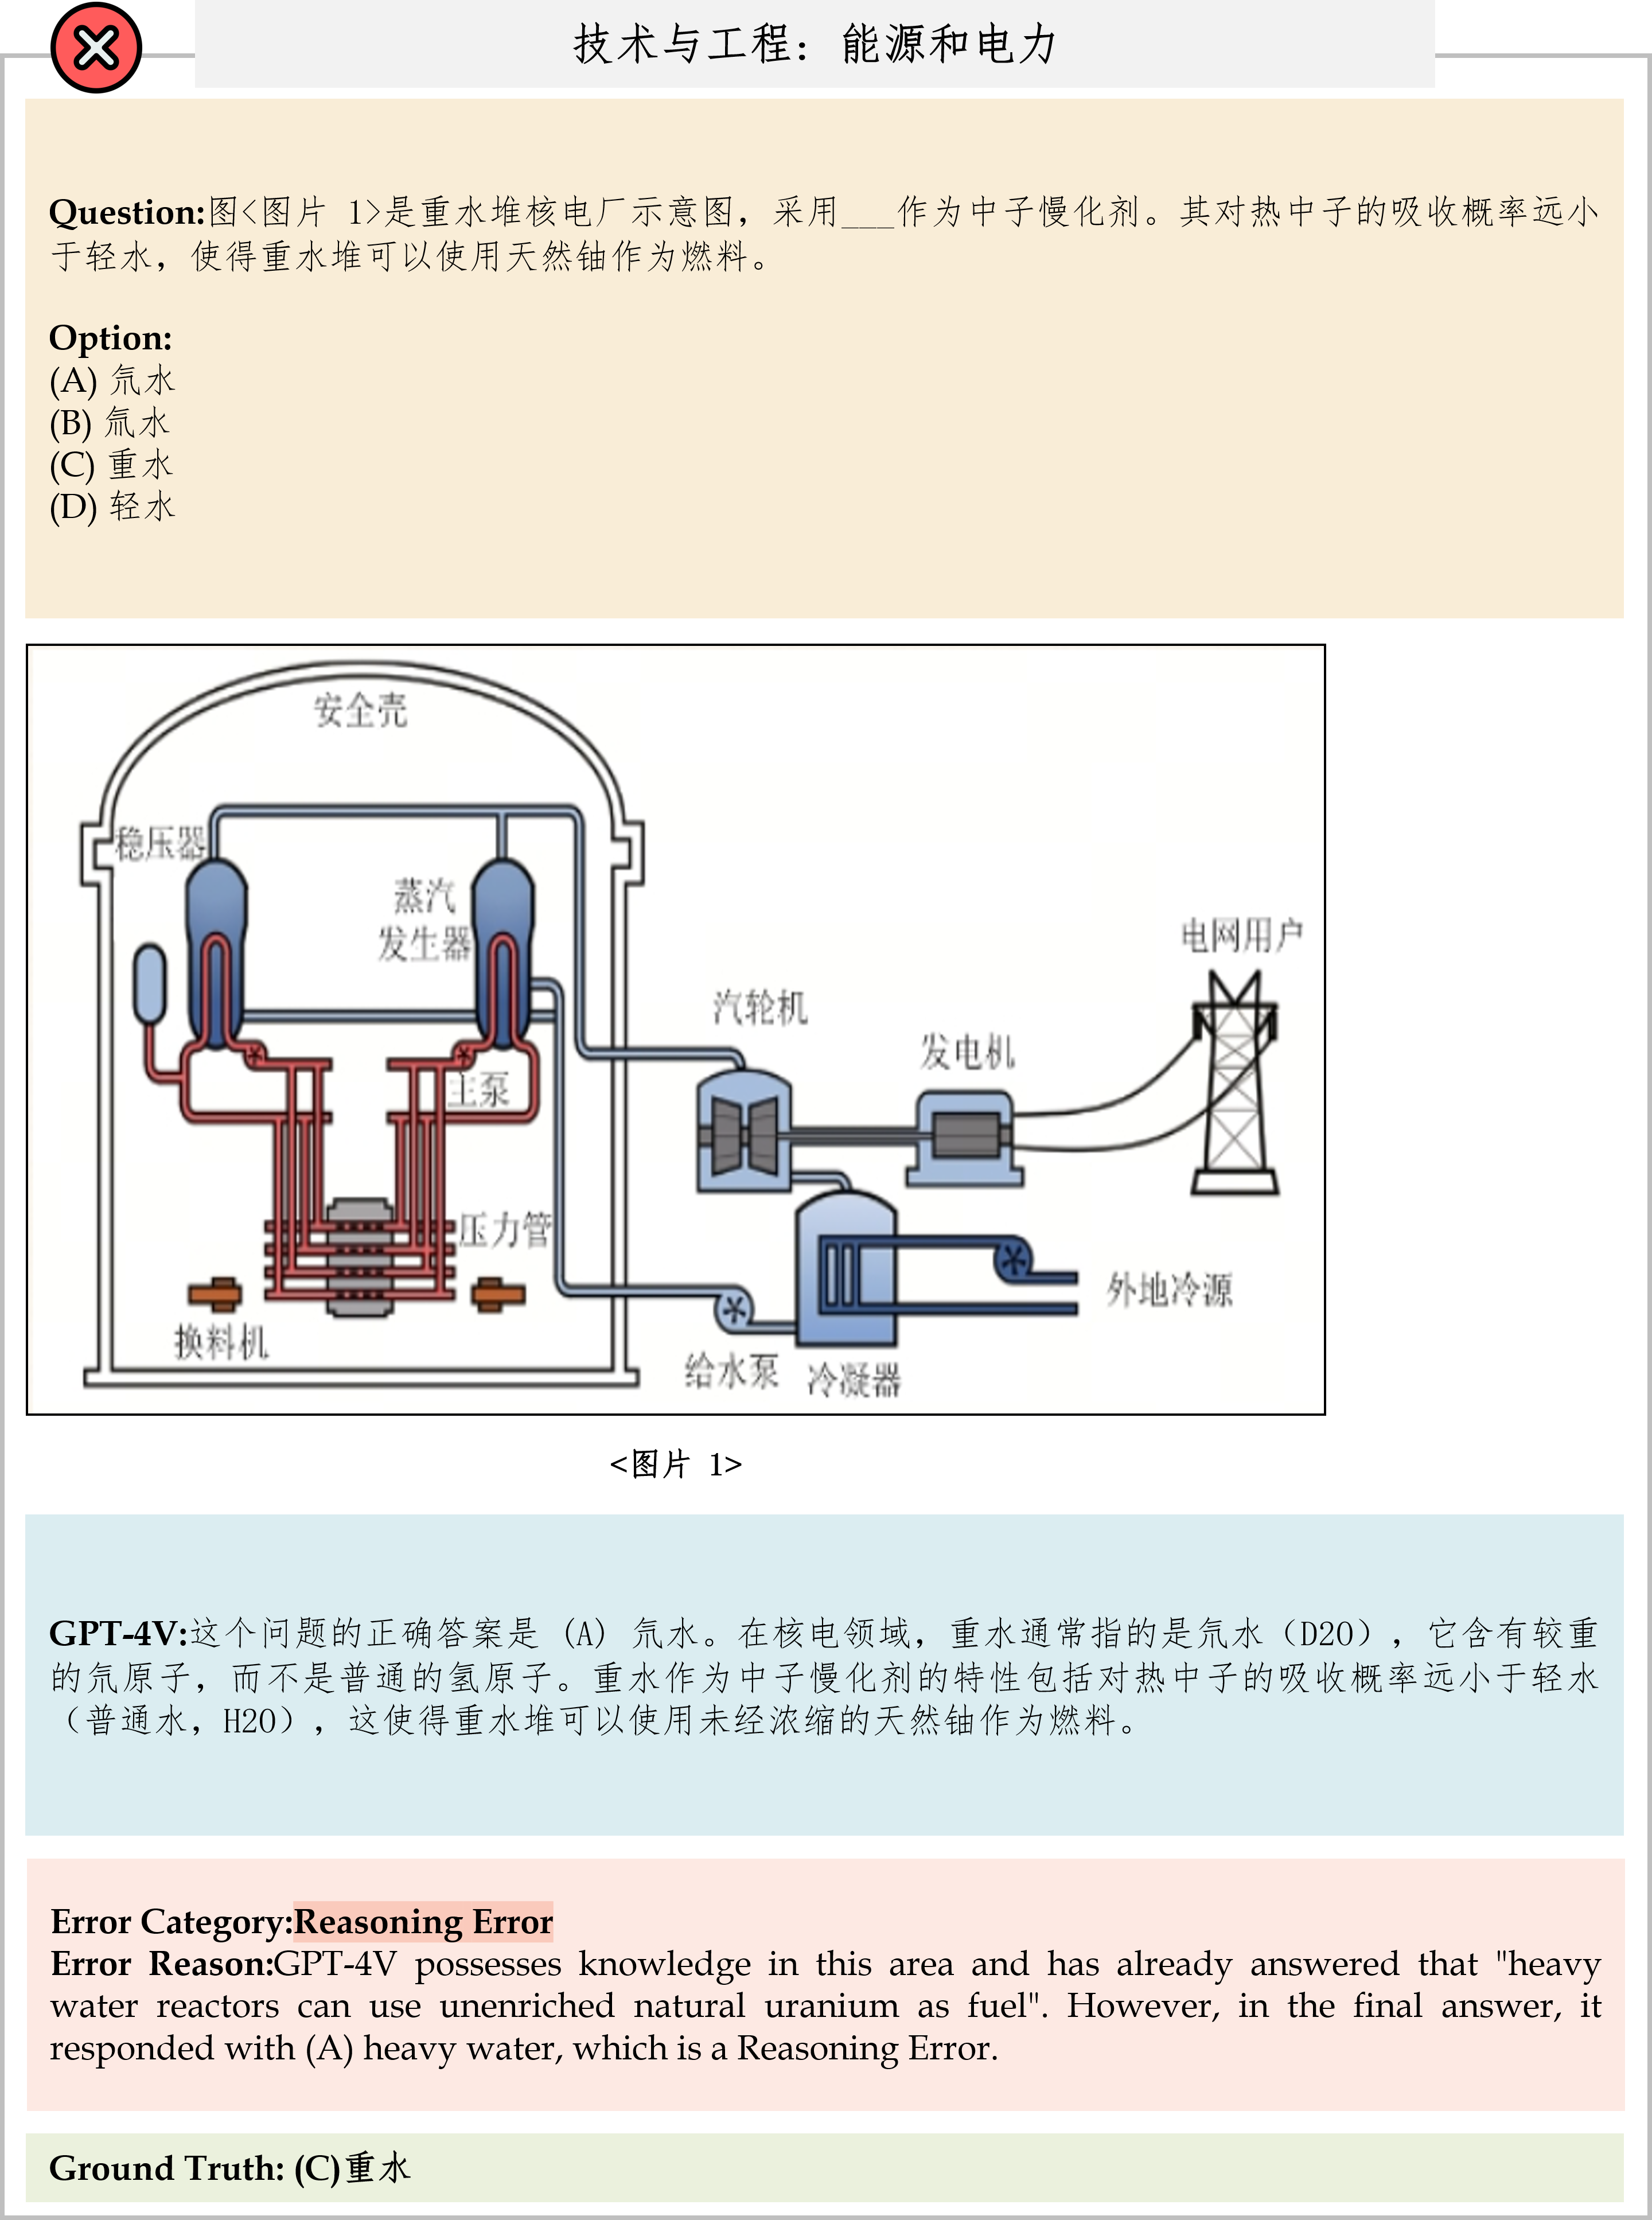 技术与工程：能源和电力
Question:图<图片 1>是重水堆核电厂示意图，采用___作为中子慢化剂。其对热中子的吸收概率远小
于轻水，使得重水堆可以使用天然铀作为燃料。
Option:
(A) 氘水
(B) 氚水
(C) 重水
(D) 轻水
安全壳
稳压器
蒸汽
发生器
电网用户
汽轮机
发电机
主泵
压力管
外地冷源
换料机
给水泵
冷凝器
<图片 1>
GPT-4V:这个问题的正确答案是 (A) 氘水。在核电领域，重水通常指的是氘水（D2O），它含有较重
的氘原子，而不是普通的氢原子。重水作为中子慢化剂的特性包括对热中子的吸收概率远小于轻水
（普通水，H2O），这使得重水堆可以使用未经浓缩的天然铀作为燃料。
Error Category:Reasoning Error
Error Reason:GPT-4V possesses knowledge in this area and has already answered that "heavy
water reactors can use unenriched natural uranium as fuel". However, in the final answer, it
responded with (A) heavy water, which is a Reasoning Error.
Ground Truth: (C)重水